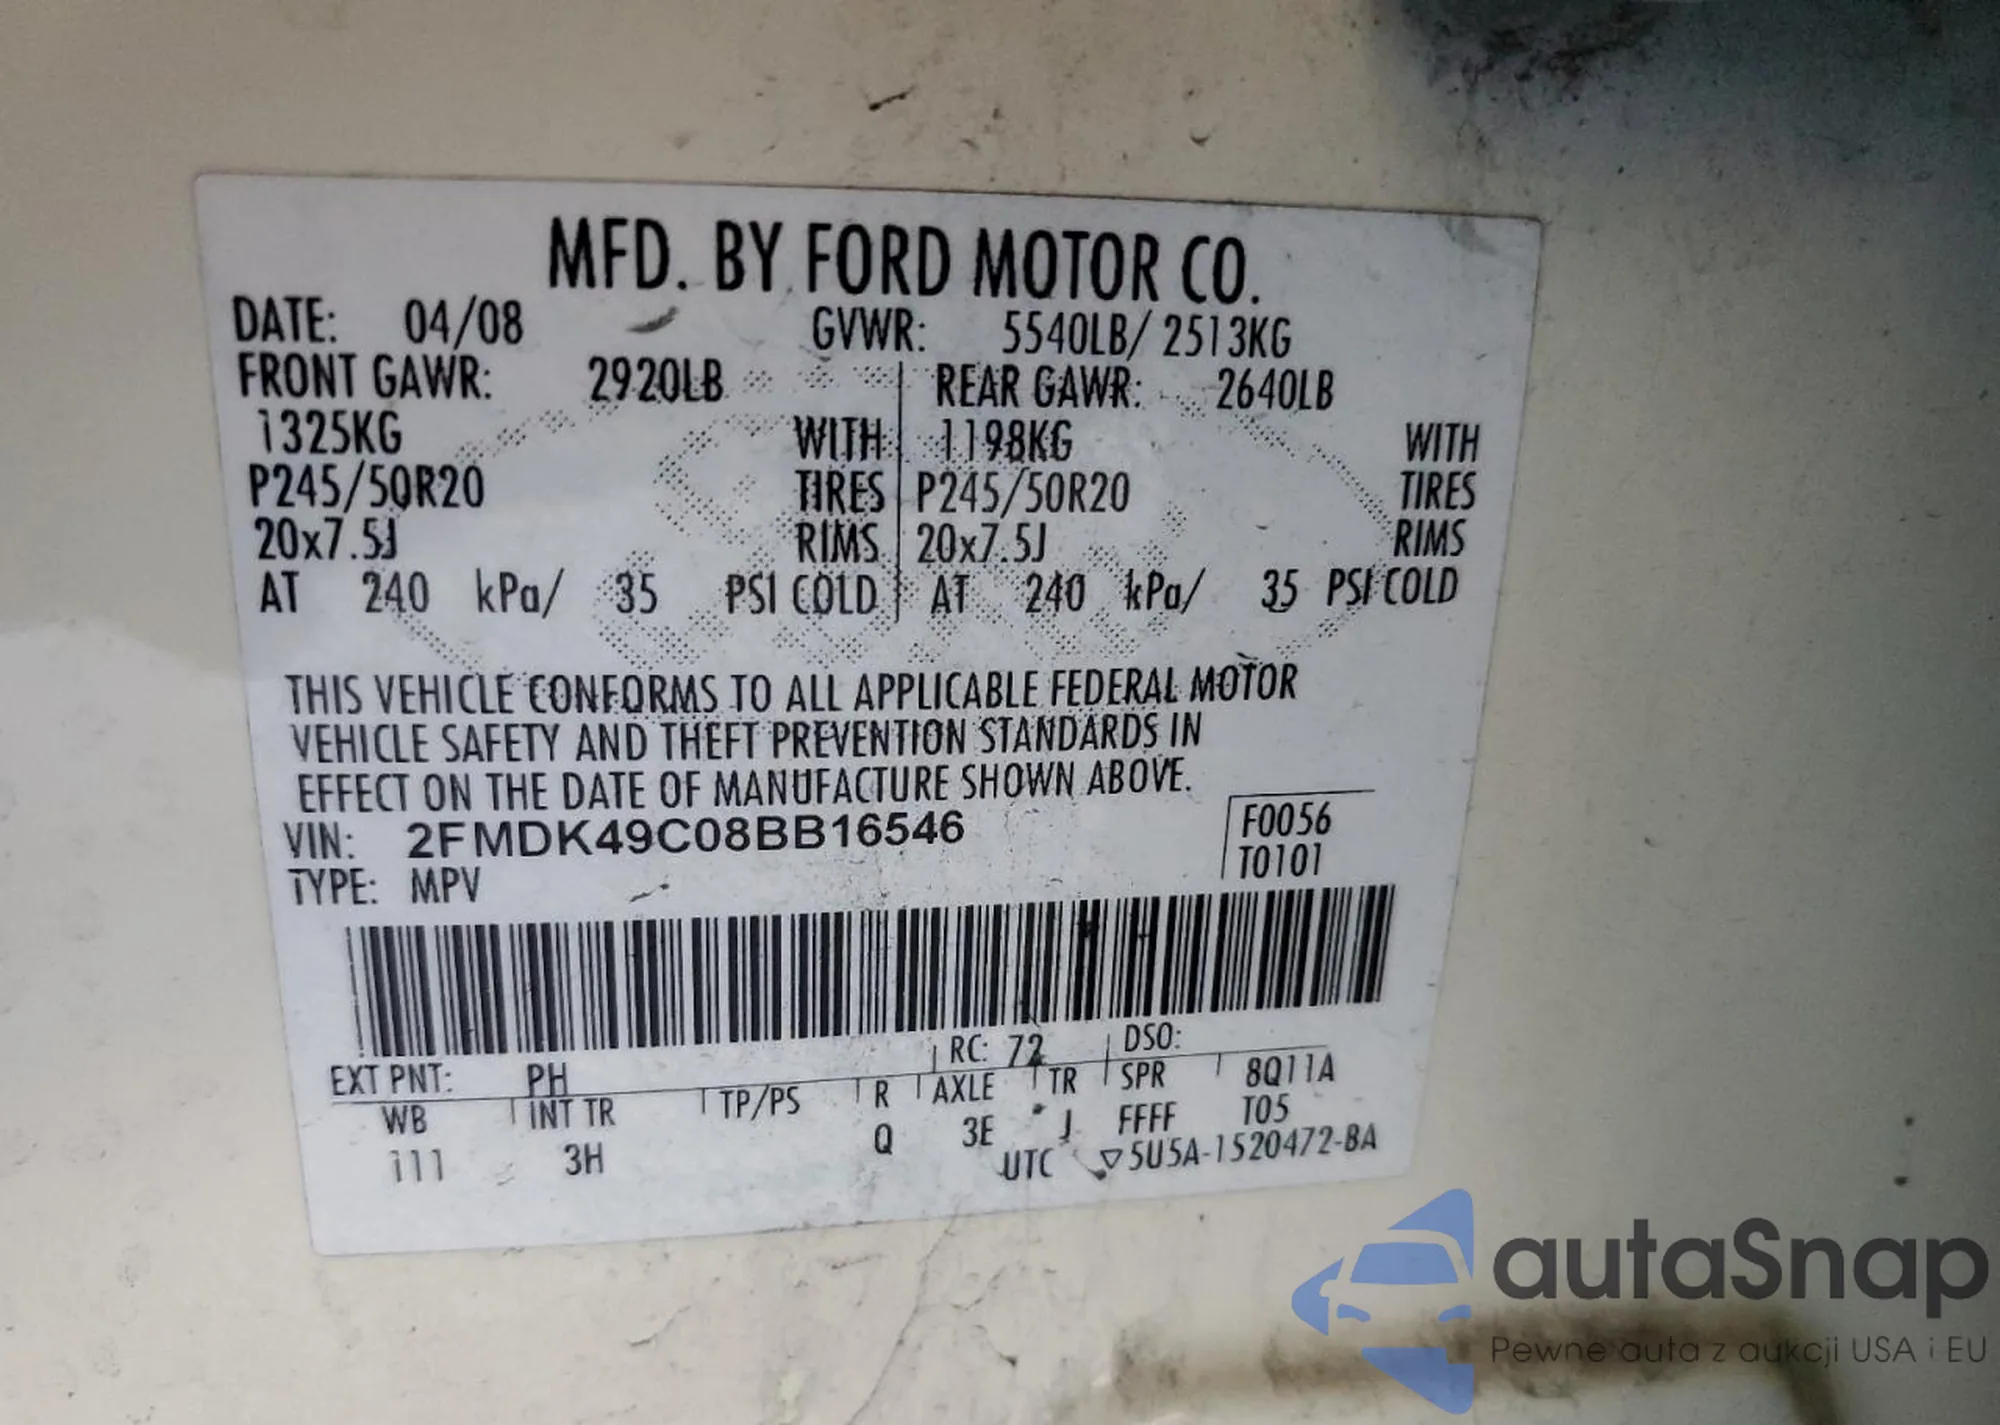 MFD. BY FORD MOTOR CO.
DATE: 04/08 GVWR: 5540LB/ 2513KG
FRONT GAWR: 2920LB REAR GAWR: 2640LB
1325KG WITH 1198KG WITH
P245/50R20 TIRES P245/50R20 TIRES
20x7.5J RIMS 20x7.5J RIMS
AT 240 kPa/ 35 PSI COLD AT 240 kPa/ 35 PSI COLD
THIS VEHICLE CONFORMS TO ALL APPLICABLE FEDERAL MOTOR
VEHICLE SAFETY AND THEFT PREVENTION STANDARDS IN
EFFECT ON THE DATE OF MANUFACTURE SHOWN ABOVE.
VIN: 2FMDK49C08BB16546 F0056
TYPE: MPV T0101
EXT PNT: PH RC: 72 DSO:
WB INT TR TP/PS R AXLE TR SPR 8Q11A
111 3H Q 3E J FFFF T05
UTC ▽5U5A-1520472-BA
autaSnap
Pewne auta z aukcji USA i EU